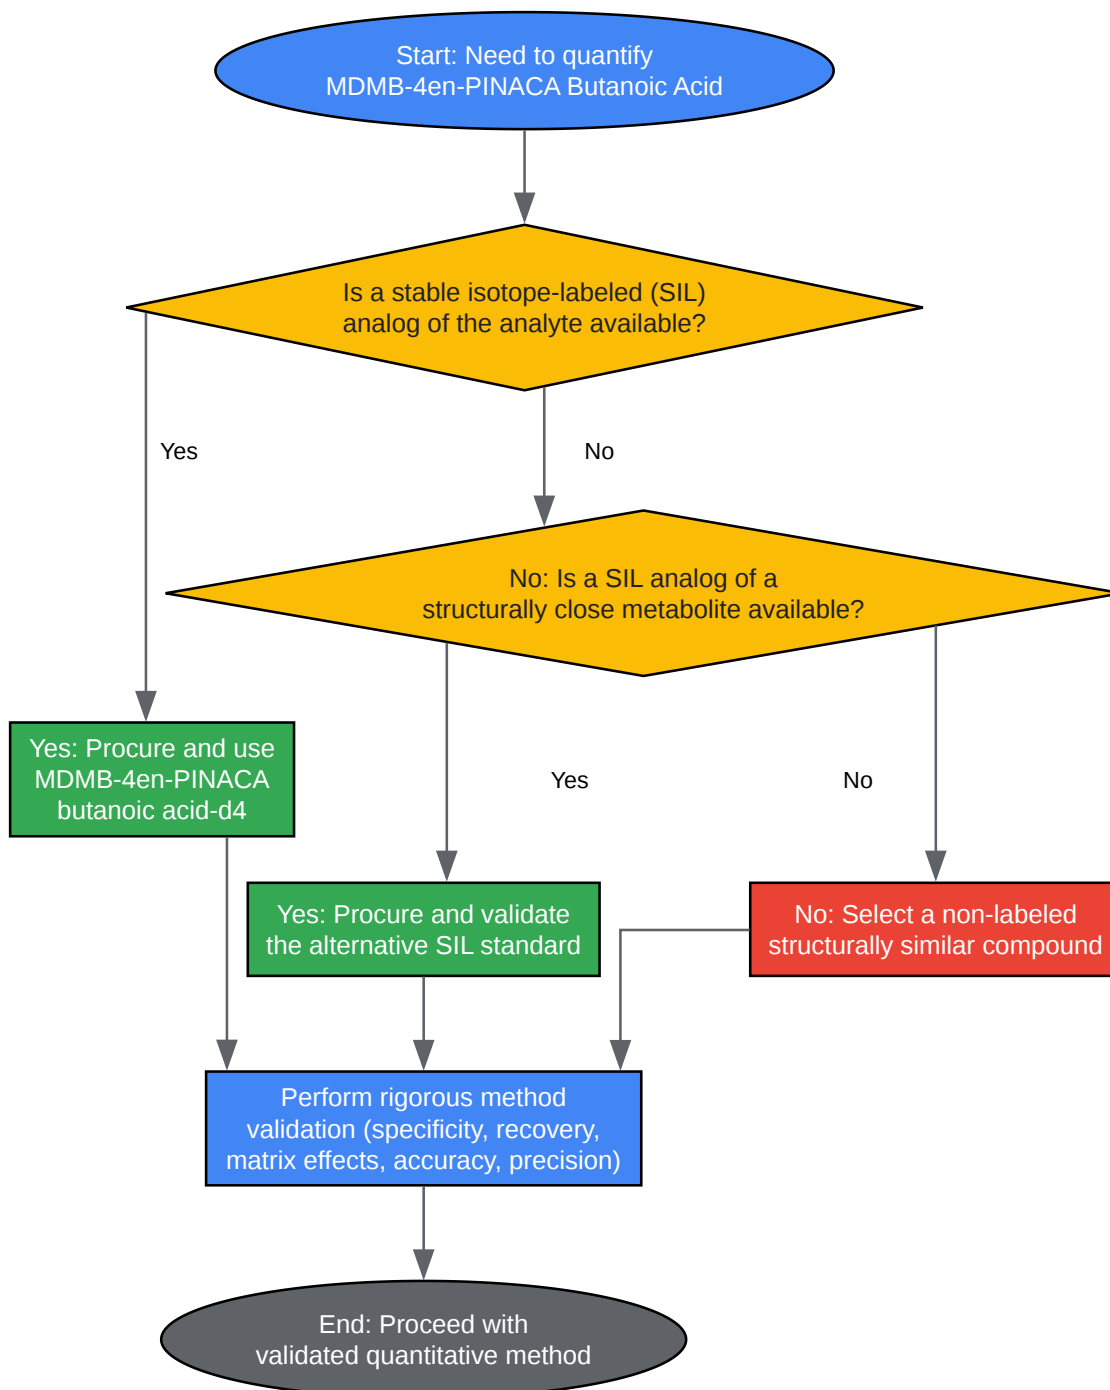 Start: Need to quantify
MDMB-4en-PINACA Butanoic Acid
Is a stable isotope-labeled (SIL)
analog of the analyte available?
Yes
No
No: Is a SIL analog of a
structurally close metabolite available?
Yes: Procure and use
MDMB-4en-PINACA
butanoic acid-d4
Yes
No
Yes: Procure and validate
the alternative SIL standard
No: Select a non-labeled
structurally similar compound
Perform rigorous method
validation (specificity, recovery,
matrix effects, accuracy, precision)
End: Proceed with
validated quantitative method